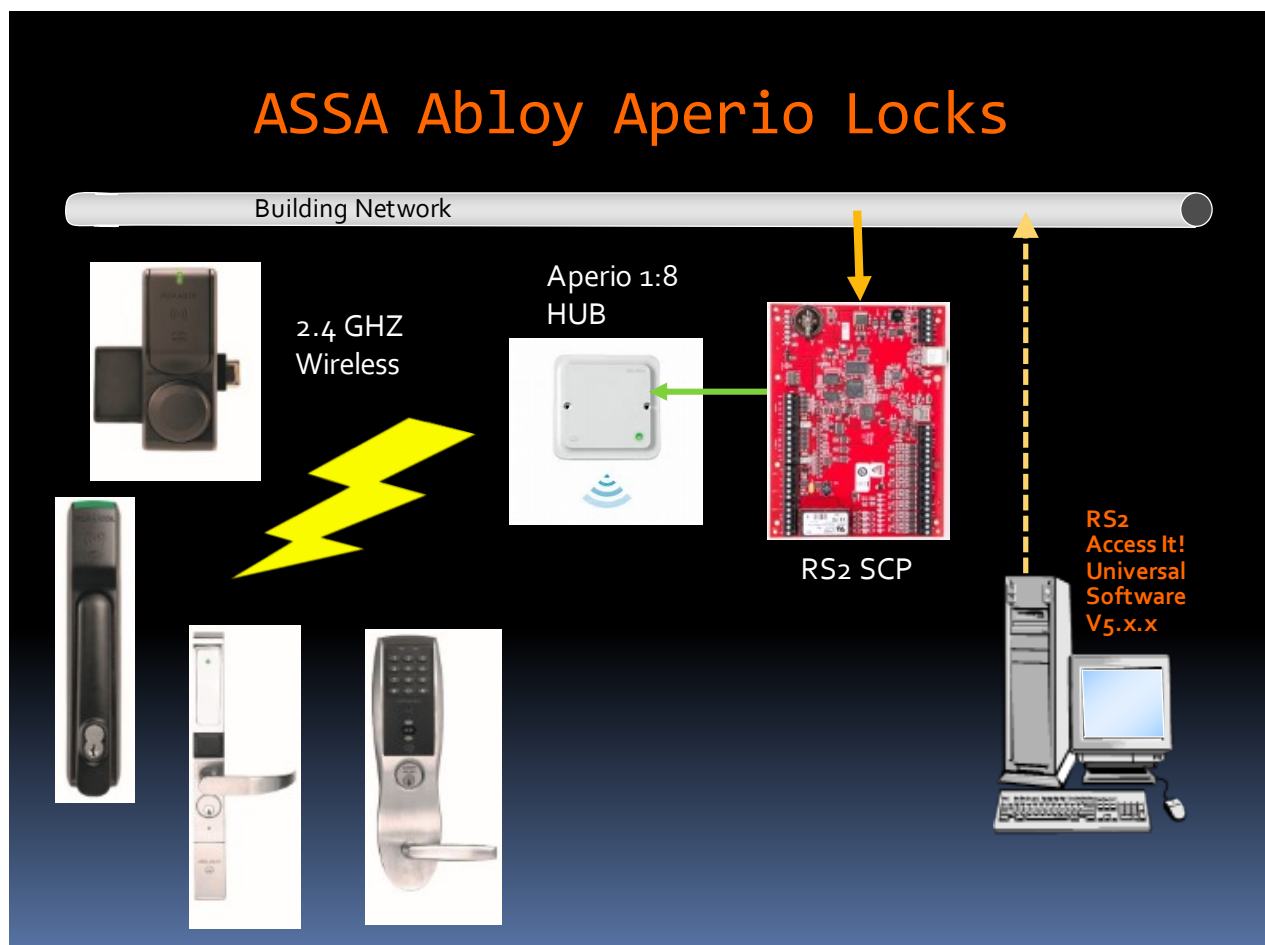 ASSA Abloy Aperio Locks
Building Network
2.4 GHZ
Wireless
Aperio 1:8
HUB
RS2 SCP
RS2
Access It!
Universal
Software
V5.x.x